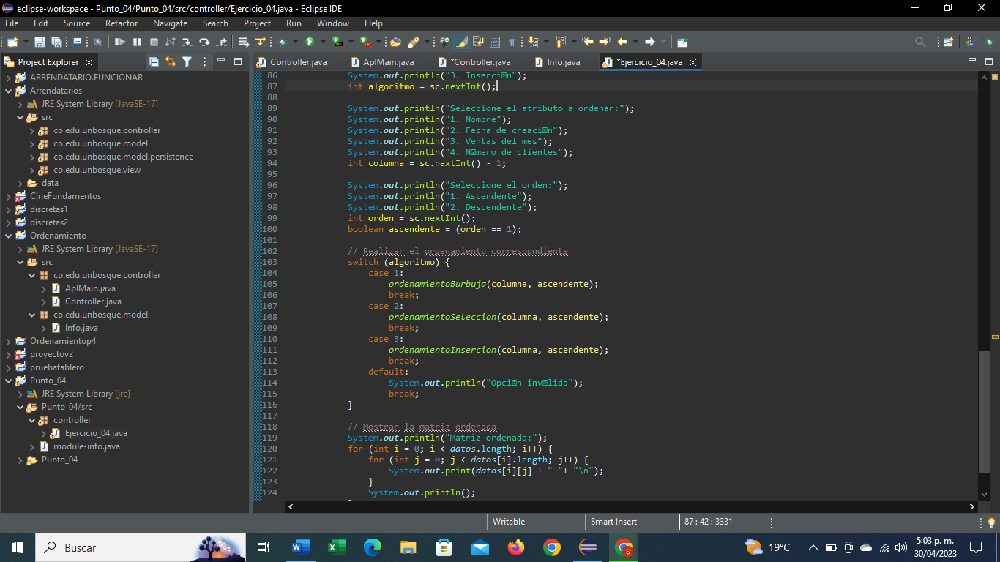 eclipse-workspace - Punto_04/Punto_04/src/controller/Ejercicio_04.java - Eclipse IDE
File Edit Source Refactor Navigate Search Project Run Window Help
Project Explorer
ARRENDATARIO.FUNCIONAR
Arrendatarios
JRE System Library [JavaSE-17]
src
co.edu.unbosque.controller
co.edu.unbosque.model
co.edu.unbosque.model.persistence
co.edu.unbosque.view
data
CineFundamentos
discretas1
discretas2
Ordenamiento
JRE System Library [JavaSE-17]
src
co.edu.unbosque.controller
AplMain.java
Controller.java
co.edu.unbosque.model
Info.java
Ordenamientop4
proyectov2
pruebatablero
Punto_04
JRE System Library [jre]
Punto_04/src
controller
Ejercicio_04.java
module-info.java
Punto_04
Controller.java AplMain.java *Controller.java Info.java *Ejercicio_04.java
86 System.out.println("3. Inserci�n");
87 int algoritmo = sc.nextInt();
88
89 System.out.println("Seleccione el atributo a ordenar:");
90 System.out.println("1. Nombre");
91 System.out.println("2. Fecha de creaci�n");
92 System.out.println("3. Ventas del mes");
93 System.out.println("4. N�mero de clientes");
94 int columna = sc.nextInt() - 1;
95
96 System.out.println("Seleccione el orden:");
97 System.out.println("1. Ascendente");
98 System.out.println("2. Descendente");
99 int orden = sc.nextInt();
100 boolean ascendente = (orden == 1);
101
102 // Realizar el ordenamiento correspondiente
103 switch (algoritmo) {
104 case 1:
105 ordenamientoBurbuja(columna, ascendente);
106 break;
107 case 2:
108 ordenamientoSeleccion(columna, ascendente);
109 break;
110 case 3:
111 ordenamientoInsercion(columna, ascendente);
112 break;
113 default:
114 System.out.println("Opci�n inv�lida");
115 break;
116 }
117
118 // Mostrar la matriz ordenada
119 System.out.println("Matriz ordenada:");
120 for (int i = 0; i < datos.length; i++) {
121 for (int j = 0; j < datos[i].length; j++) {
122 System.out.print(datos[i][j] + " "+ "\n");
123 }
124 System.out.println();
Writable Smart Insert 87 : 42 : 3331
Buscar
19°C
5:03 p. m.
30/04/2023